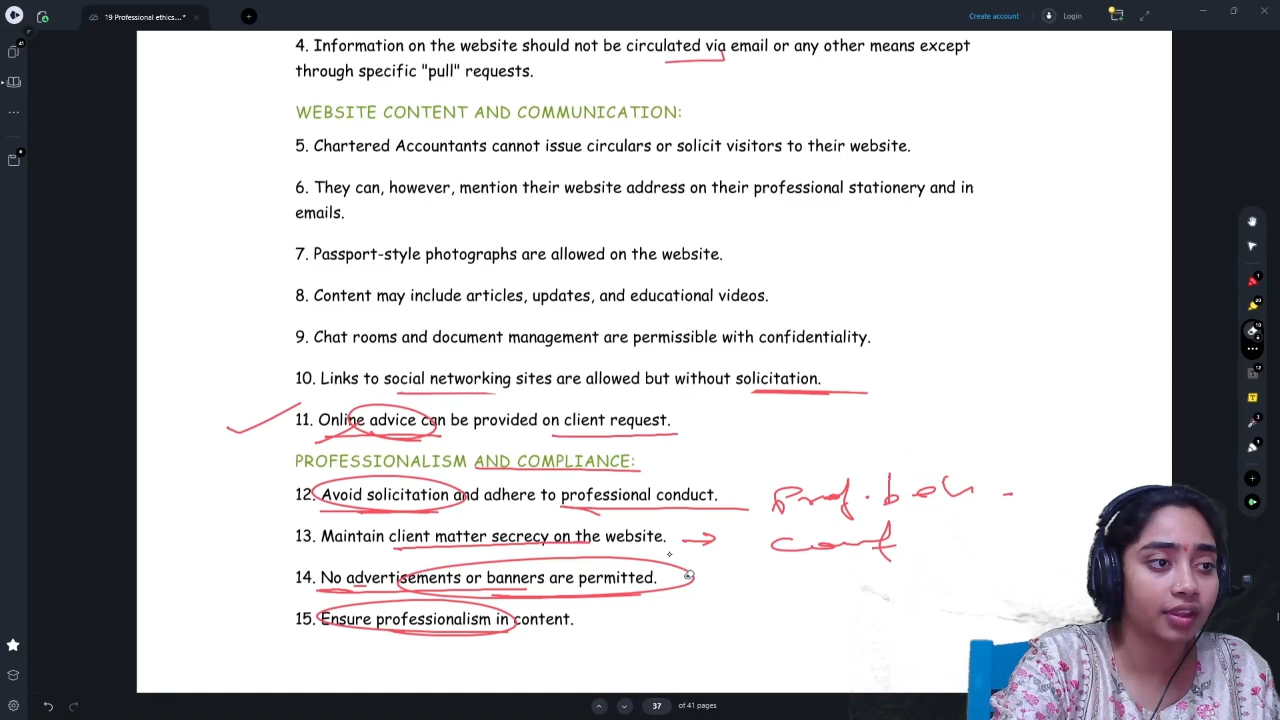 19 Professional ethics....*
Create account
Login
4. Information on the website should not be circulated via email or any other means except
through specific "pull" requests.
WEBSITE CONTENT AND COMMUNICATION:
5. Chartered Accountants cannot issue circulars or solicit visitors to their website.
6. They can, however, mention their website address on their professional stationery and in
emails.
7. Passport-style photographs are allowed on the website.
8. Content may include articles, updates, and educational videos.
9. Chat rooms and document management are permissible with confidentiality.
10. Links to social networking sites are allowed but without solicitation.
11. Online advice can be provided on client request.
PROFESSIONALISM AND COMPLIANCE:
12. Avoid solicitation and adhere to professional conduct.
Prof. beh
13. Maintain client matter secrecy on the website.
conf
14. No advertisements or banners are permitted.
15. Ensure professionalism in content.
37 of 41 pages